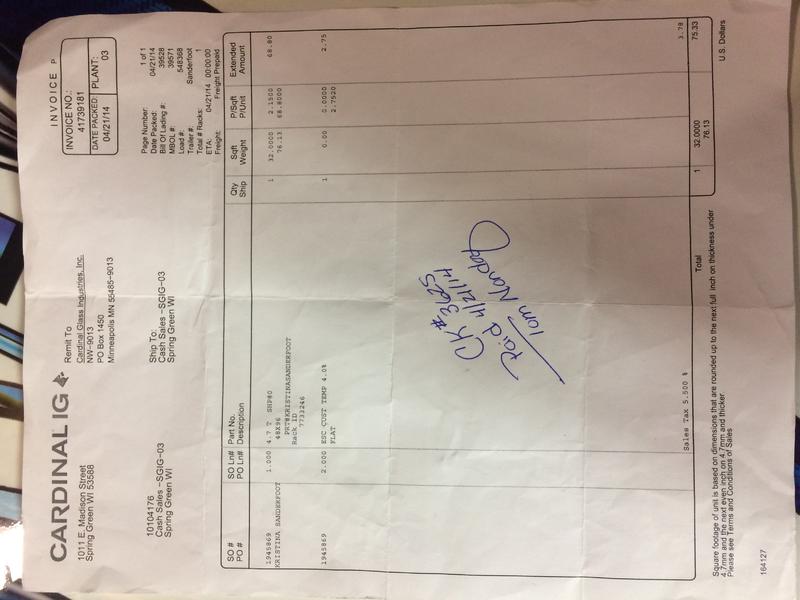 CARDINAL IG
1011 E. Madison Street
Spring Green WI 53588
Remit To
Cardinal Glass Industries, Inc.
NW-9013
PO Box 1450
Minneapolis MN 55485-9013
INVOICE P
INVOICE NO.:
41739181
DATE PACKED: PLANT:
04/21/14 03
10104176
Cash Sales -SGIG-03
Spring Green WI
Ship To:
Cash Sales -SGIG-03
Spring Green WI
Page Number: 1 of 1
Date Packed: 04/21/14
Bill Of Lading #: 39528
MBOL #: 39571
Load #: 548368
Trailer #: Sanderfoot
Total # Racks: 1
ETA: 04/21/14 00:00:00
Freight: Freight Prepaid
SO # SO Ln# Part No. Qty Sqft P/Sqft Extended
PO # PO Ln# Description Ship Weight P/Unit Amount
1945869 1.000 4.7 T SNP80 1 32.0000 2.1500 68.80
KRISTINA SANDERFOOT 48X96 76.13 68.8000
PRT#KRISTINASANDERFOOT
Rack ID
7733246
1945869 2.000 ESC CUST TEMP 4.0% 1 0.00 0.0000 2.75
FLAT 2.7520
CK# 3625
Paid 4/21/14
Sales Tax 5.500 % 3.78
Total 1 32.0000 75.33
76.13
U.S. Dollars
Square footage of unit is based on dimensions that are rounded up to the next full inch on thickness under
4.7mm and the next even inch on 4.7mm and thicker.
Please see Terms and Conditions of Sales
164127